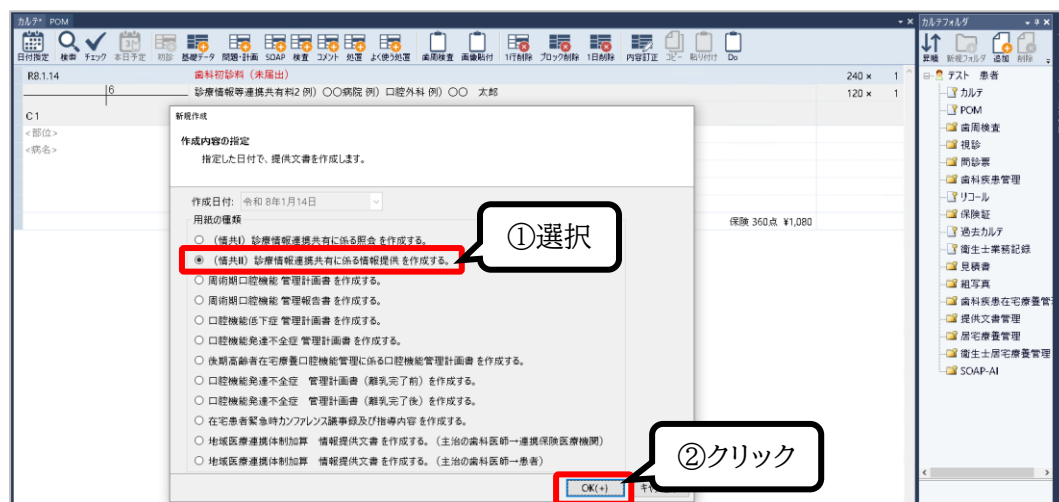 カルテ* POM
カルテフォルダ
日付指定 検索 チェック 本日予定 初診 基礎データ 問題・計画 SOAP 検査 コメント 処置 よく使う処置 歯周検査 画像貼付 1行削除 ブロック削除 1日削除 内容訂正 コピー 貼り付け Do
昇順 新規フォルダ 追加 削除
R8.1.14 歯科初診料（未届出） 240 × 1
6 診療情報等連携共有料2 例）〇〇病院 例）口腔外科 例）〇〇 太郎 120 × 1
C1
<部位>
<病名>
保険 360点 ¥1,080
新規作成
作成内容の指定
指定した日付で、提供文書を作成します。
作成日付: 令和 8年1月14日
用紙の種類
（情共Ⅰ）診療情報連携共有に係る照会 を作成する。
（情共Ⅱ）診療情報連携共有に係る情報提供 を作成する。
周術期口腔機能 管理計画書 を作成する。
周術期口腔機能 管理報告書 を作成する。
口腔機能低下症 管理計画書 を作成する。
口腔機能発達不全症 管理計画書 を作成する。
後期高齢者在宅療養口腔機能管理に係る口腔機能管理計画書 を作成する。
口腔機能発達不全症 管理計画書（離乳完了前）を作成する。
口腔機能発達不全症 管理計画書（離乳完了後）を作成する。
在宅患者緊急時カンファレンス議事録及び指導内容 を作成する。
地域医療連携体制加算 情報提供文書 を作成する。（主治の歯科医師→連携保険医療機関）
地域医療連携体制加算 情報提供文書 を作成する。（主治の歯科医師→患者）
OK(+)
①選択
②クリック
テスト 患者
カルテ
POM
歯周検査
視診
問診票
歯科疾患管理
リコール
保険証
過去カルテ
衛生士業務記録
見積書
組写真
歯科疾患在宅療養管
提供文書管理
居宅療養管理
衛生士居宅療養管理
SOAP-AI